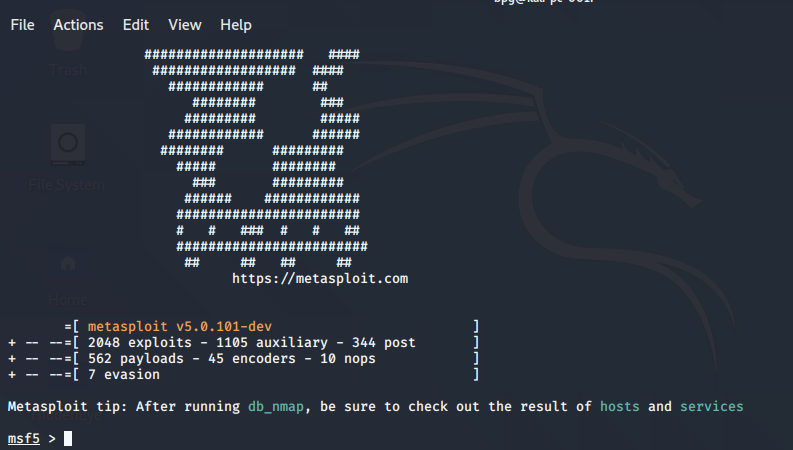 File Actions Edit View Help
####################   ####
##################  ####
############      ##
########        ###
#########        #####
############      ######
########      #########
#####       ########
###       #########
######    ############
#######################
#   #   ###  #   #   ##
########################
##     ##   ##     ##
https://metasploit.com
=[ metasploit v5.0.101-dev ]
+ -- --=[ 2048 exploits - 1105 auxiliary - 344 post ]
+ -- --=[ 562 payloads - 45 encoders - 10 nops ]
+ -- --=[ 7 evasion ]
Metasploit tip: After running db_nmap, be sure to check out the result of hosts and services
msf5 >
Trash
File System
Home